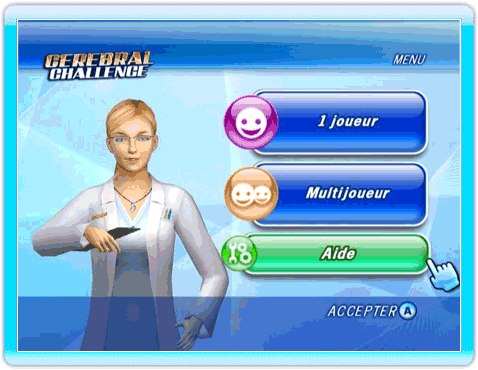 CEREBRAL
CHALLENGE
MENU
1 joueur
Multijoueur
Aide
ACCEPTER A